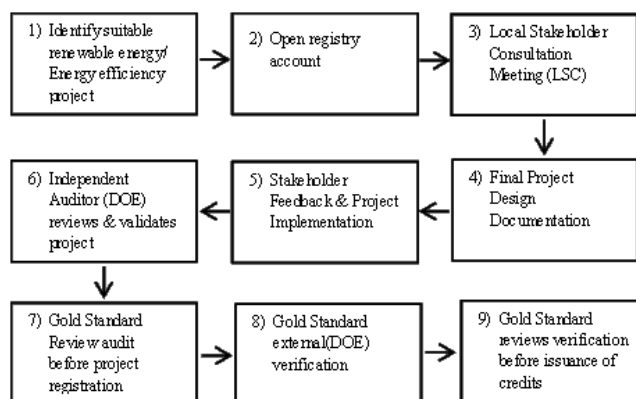 1) Identify suitable
renewable energy/
Energy efficiency
project
2) Open registry
account
3) Local Stakeholder
Consultation
Meeting (LSC)
4) Final Project
Design
Documentation
5) Stakeholder
Feedback & Project
Implementation
6) Independent
Auditor (DOE)
reviews & validates
project
7) Gold Standard
Review audit
before project
registration
8) Gold Standard
external(DOE)
verification
9) Gold Standard
reviews verification
before issuance of
credits